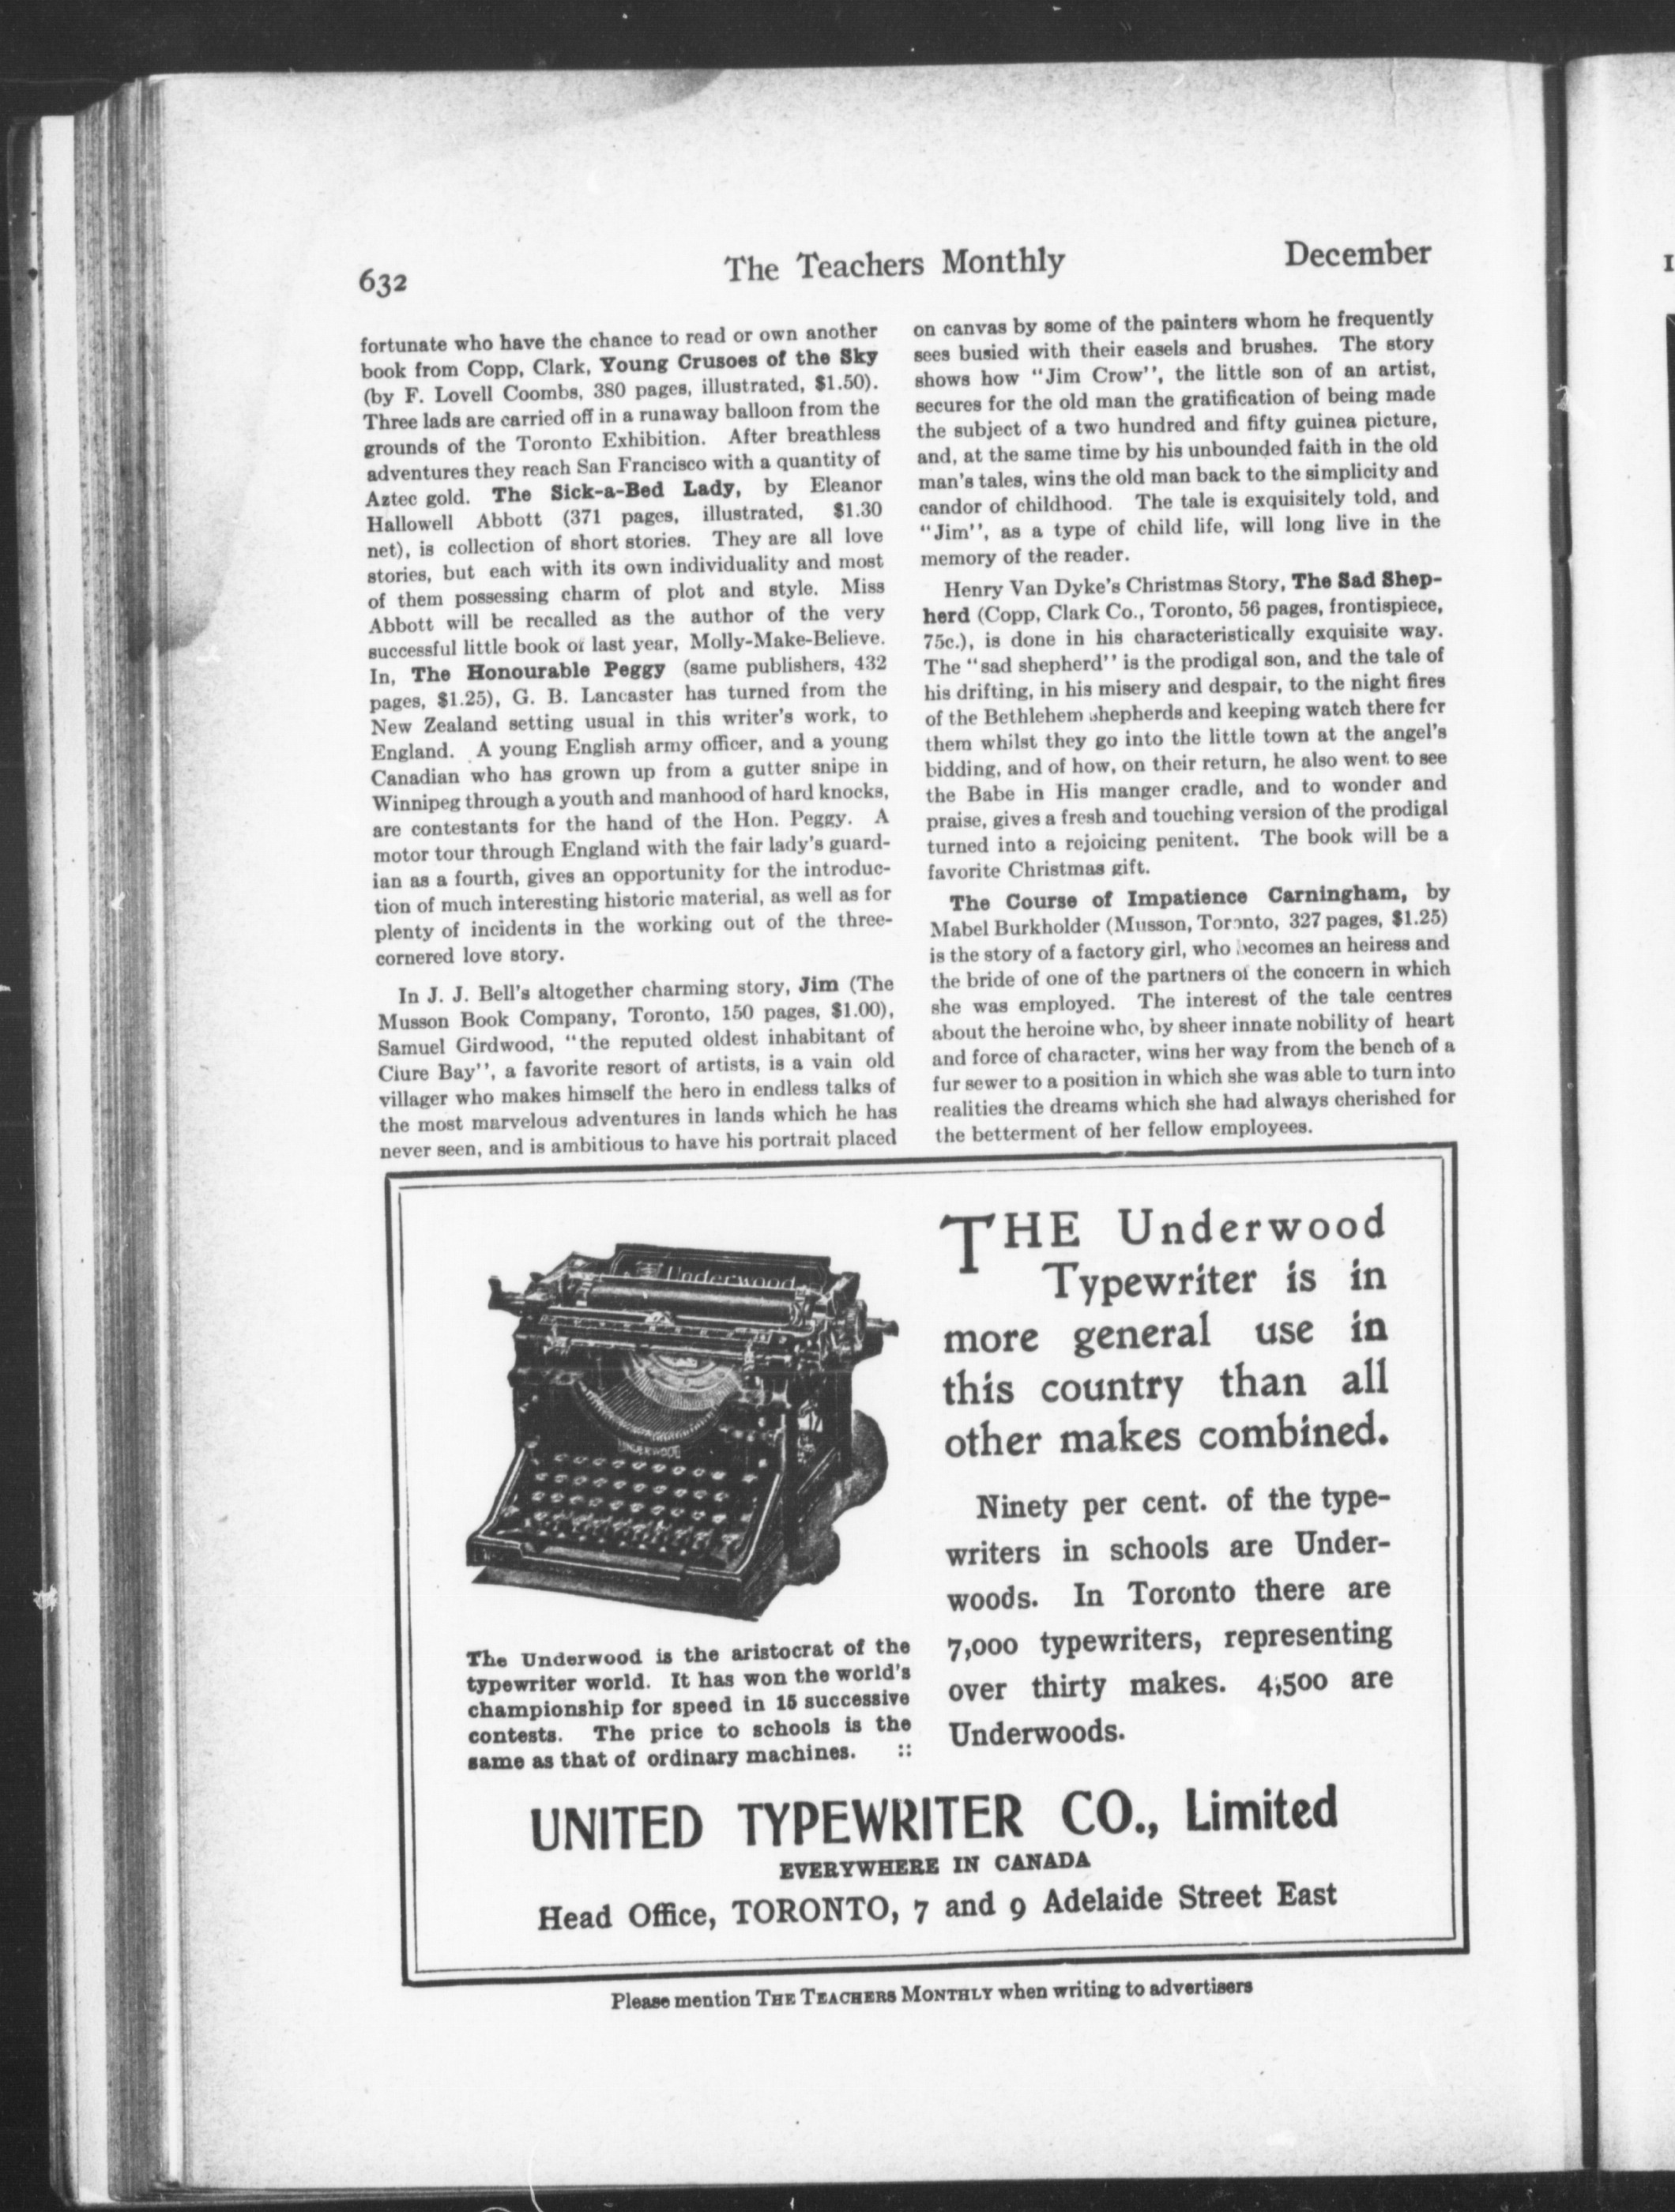 632
The Teachers Monthly
December
fortunate who have the chance to read or own another
book from Copp, Clark, Young Crusoes of the Sky
(by F. Lovell Coombs, 380 pages, illustrated, $1.50).
Three lads are carried off in a runaway balloon from the
grounds of the Toronto Exhibition. After breathless
adventures they reach San Francisco with a quantity of
Aztec gold. The Sick-a-Bed Lady, by Eleanor
Hallowell Abbott (371 pages, illustrated, $1.30
net), is collection of short stories. They are all love
stories, but each with its own individuality and most
of them possessing charm of plot and style. Miss
Abbott will be recalled as the author of the very
successful little book of last year, Molly-Make-Believe.
In, The Honourable Peggy (same publishers, 432
pages, $1.25), G. B. Lancaster has turned from the
New Zealand setting usual in this writer's work, to
England. A young English army officer, and a young
Canadian who has grown up from a gutter snipe in
Winnipeg through a youth and manhood of hard knocks,
are contestants for the hand of the Hon. Peggy. A
motor tour through England with the fair lady's guard-
ian as a fourth, gives an opportunity for the introduc-
tion of much interesting historic material, as well as for
plenty of incidents in the working out of the three-
cornered love story.
In J. J. Bell's altogether charming story, Jim (The
Musson Book Company, Toronto, 150 pages, $1.00),
Samuel Girdwood, "the reputed oldest inhabitant of
Clure Bay", a favorite resort of artists, is a vain old
villager who makes himself the hero in endless talks of
the most marvelous adventures in lands which he has
never seen, and is ambitious to have his portrait placed
on canvas by some of the painters whom he frequently
sees busied with their easels and brushes. The story
shows how "Jim Crow", the little son of an artist,
secures for the old man the gratification of being made
the subject of a two hundred and fifty guinea picture,
and, at the same time by his unbounded faith in the old
man's tales, wins the old man back to the simplicity and
candor of childhood. The tale is exquisitely told, and
"Jim", as a type of child life, will long live in the
memory of the reader.
Henry Van Dyke's Christmas Story, The Sad Shep-
herd (Copp, Clark Co., Toronto, 56 pages, frontispiece,
75c.), is done in his characteristically exquisite way.
The "sad shepherd" is the prodigal son, and the tale of
his drifting, in his misery and despair, to the night fires
of the Bethlehem shepherds and keeping watch there for
them whilst they go into the little town at the angel's
bidding, and of how, on their return, he also went to see
the Babe in His manger cradle, and to wonder and
praise, gives a fresh and touching version of the prodigal
turned into a rejoicing penitent. The book will be a
favorite Christmas gift.
The Course of Impatience Carningham, by
Mabel Burkholder (Musson, Toronto, 327 pages, $1.25)
is the story of a factory girl, who becomes an heiress and
the bride of one of the partners of the concern in which
she was employed. The interest of the tale centres
about the heroine who, by sheer innate nobility of heart
and force of character, wins her way from the bench of a
fur sewer to a position in which she was able to turn into
realities the dreams which she had always cherished for
the betterment of her fellow employees.
Underwood
UNDERWOOD
The Underwood is the aristocrat of the
typewriter world. It has won the world's
championship for speed in 15 successive
contests. The price to schools is the
same as that of ordinary machines. ::
THE Underwood
Typewriter is in
more general use in
this country than all
other makes combined.
Ninety per cent. of the type-
writers in schools are Under-
woods. In Toronto there are
7,000 typewriters, representing
over thirty makes. 4,500 are
Underwoods.
UNITED TYPEWRITER CO., Limited
EVERYWHERE IN CANADA
Head Office, TORONTO, 7 and 9 Adelaide Street East
Please mention THE TEACHERS MONTHLY when writing to advertisers